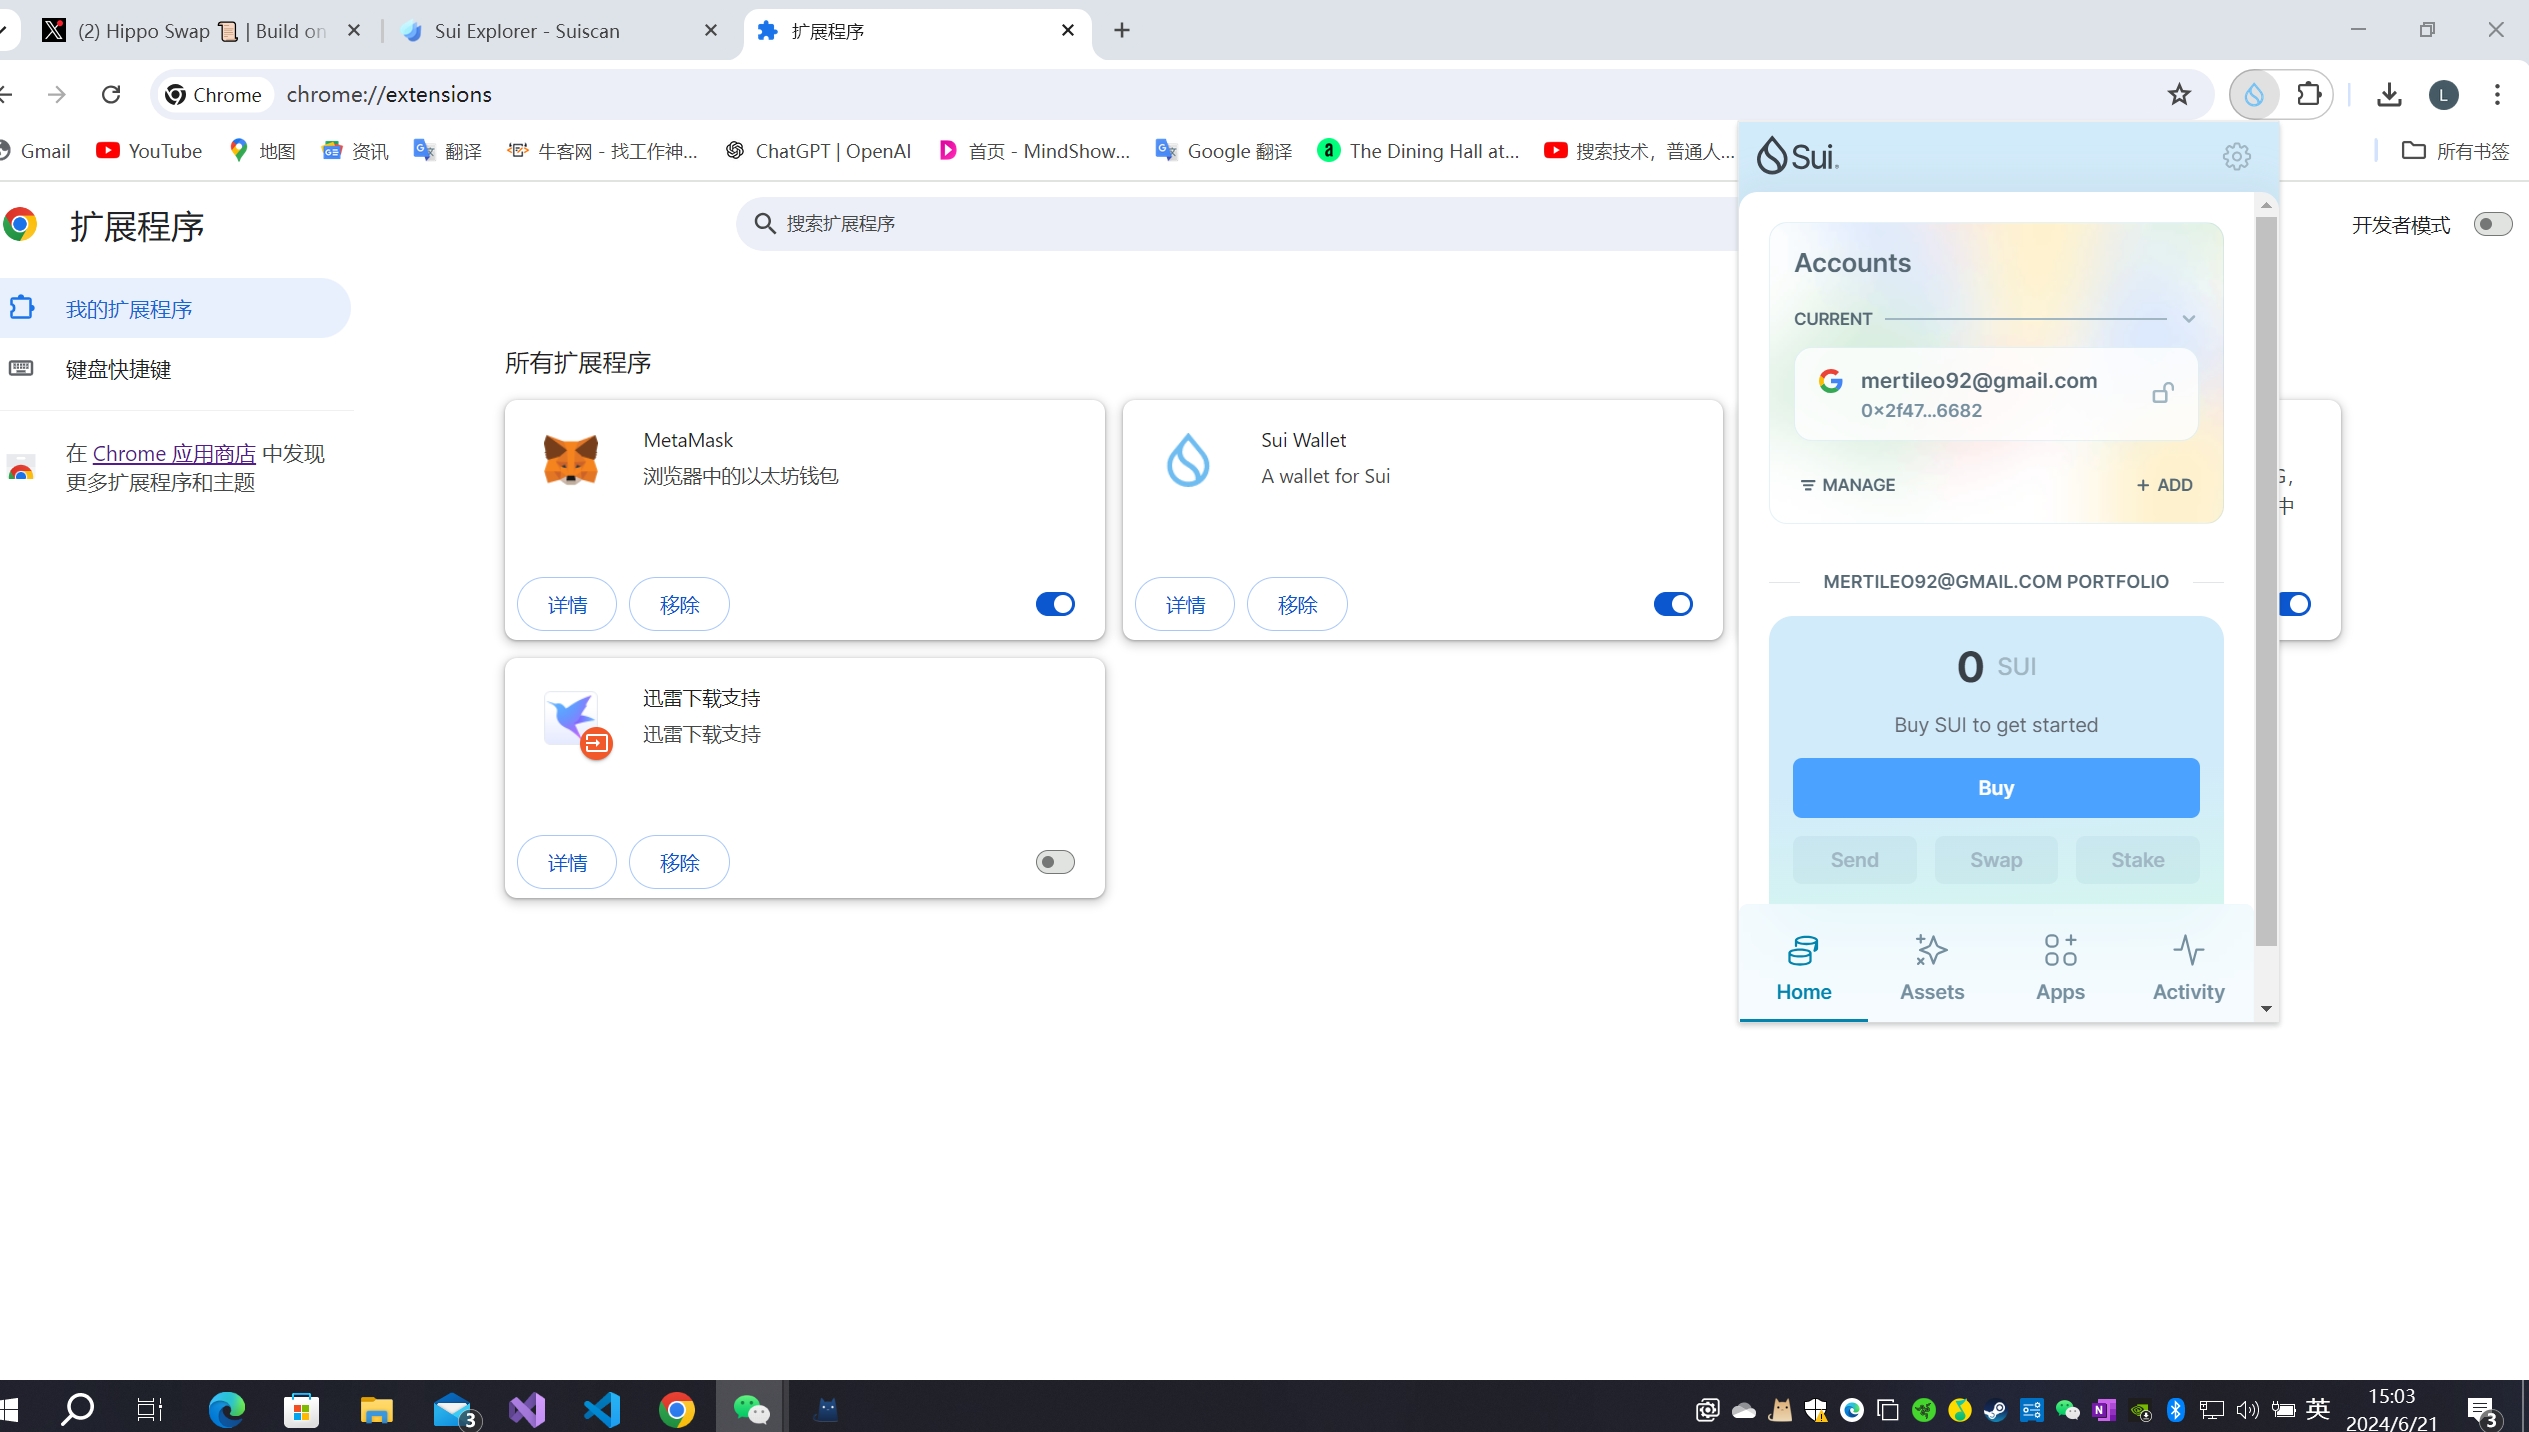 (2) Hippo Swap 📜 | Build on
Sui Explorer - Suiscan
扩展程序
Chrome
chrome://extensions
L
Gmail
YouTube
地图
资讯
翻译
牛客网 - 找工作神...
ChatGPT | OpenAI
首页 - MindShow...
Google 翻译
The Dining Hall at...
搜索技术，普通人...
所有书签
扩展程序
搜索扩展程序
开发者模式
我的扩展程序
键盘快捷键
在 Chrome 应用商店 中发现
更多扩展程序和主题
所有扩展程序
MetaMask
浏览器中的以太坊钱包
详情
移除
Sui Wallet
A wallet for Sui
详情
移除
中
迅雷下载支持
迅雷下载支持
详情
移除
Sui
Accounts
CURRENT
mertileo92@gmail.com
0×2f47...6682
MANAGE
+ ADD
MERTILEO92@GMAIL.COM PORTFOLIO
0 SUI
Buy SUI to get started
Buy
Send
Swap
Stake
Home
Assets
Apps
Activity
3
英
15:03
2024/6/21
3